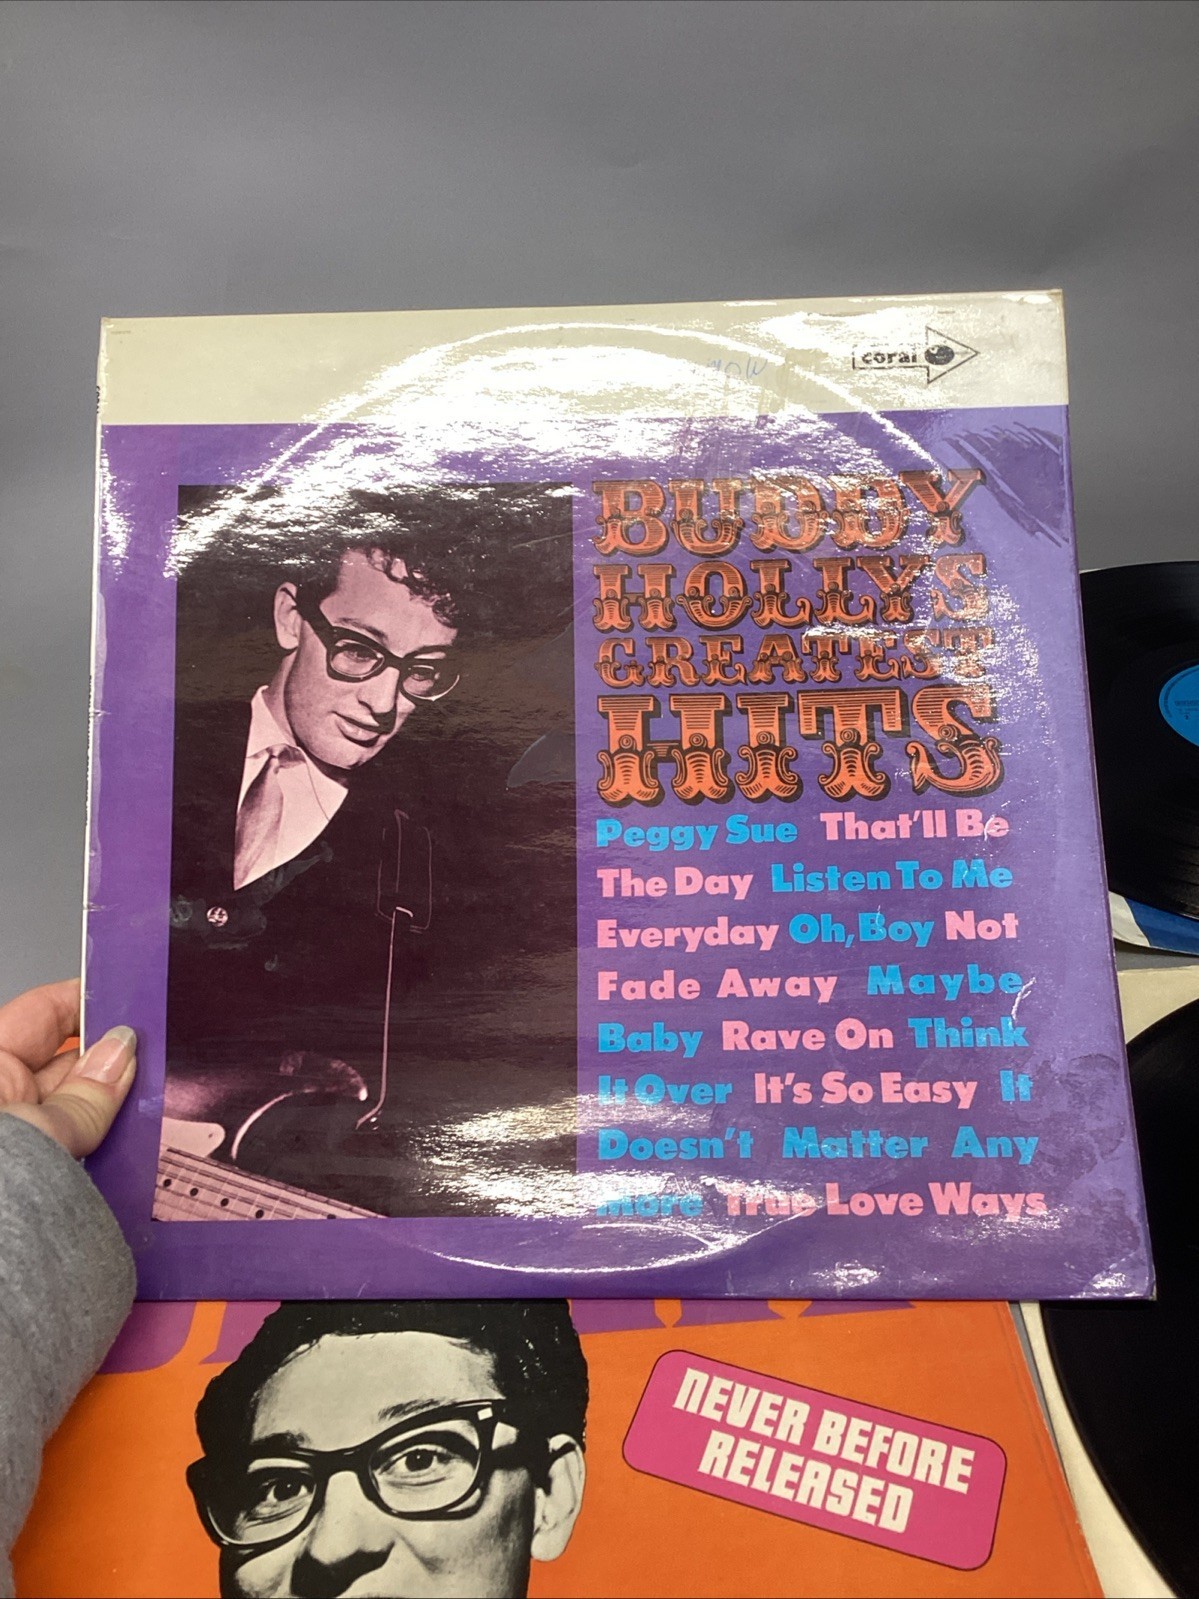 coral
BUDDY
HOLLY'S
GREATEST
HITS
Peggy Sue That'll Be
The Day Listen To Me
Everyday Oh, Boy Not
Fade Away Maybe
Baby Rave On Think
It Over It's So Easy It
Doesn't Matter Any
More True Love Ways
NEVER BEFORE
RELEASED